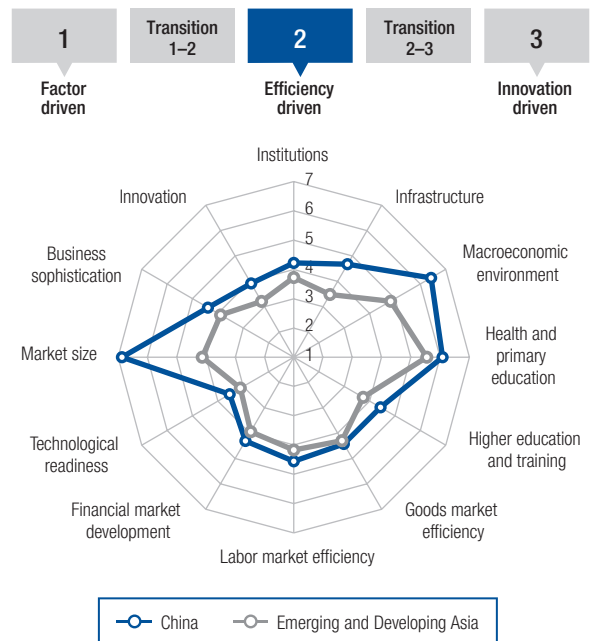 1
Transition
1–2
2
Transition
2–3
3
Factor
driven
Efficiency
driven
Innovation
driven
Institutions
7
Innovation
Infrastructure
6
5
Business
sophistication
Macroeconomic
environment
4
3
2
Market size
1
Health and
primary
education
Technological
readiness
Higher education
and training
Financial market
development
Goods market
efficiency
Labor market efficiency
China
Emerging and Developing Asia